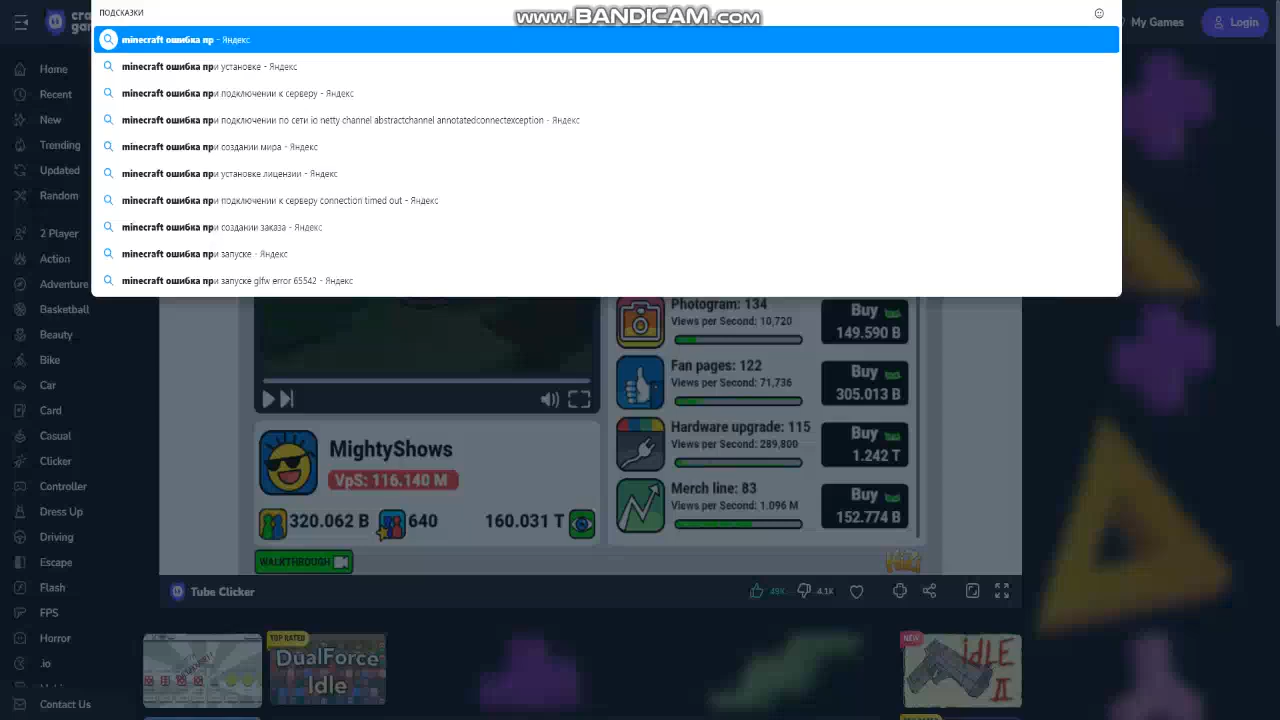 ПОДСКАЗКИ
www.BANDICAM.com
crazy games
My Games
Login
minecraft ошибка пр - Яндекс
minecraft ошибка при установке - Яндекс
minecraft ошибка при подключении к серверу - Яндекс
minecraft ошибка при подключении по сети io netty channel abstractchannel annotatedconnectexception - Яндекс
minecraft ошибка при создании мира - Яндекс
minecraft ошибка при установке лицензии - Яндекс
minecraft ошибка при подключении к серверу connection timed out - Яндекс
minecraft ошибка при создании заказа - Яндекс
minecraft ошибка при запуске - Яндекс
minecraft ошибка при запуске glfw error 65542 - Яндекс
Home
Recent
New
Trending
Updated
Random
2 Player
Action
Adventure
Basketball
Beauty
Bike
Car
Card
Casual
Clicker
Controller
Dress Up
Driving
Escape
Flash
FPS
Horror
.io
Contact Us
Photogram: 134
Views per Second: 10,720
Buy
149.590 B
Fan pages: 122
Views per Second: 71,736
Buy
305.013 B
Hardware upgrade: 115
Views per Second: 289,800
Buy
1.242 T
Merch line: 83
Views per Second: 1.096 M
Buy
152.774 B
MightyShows
VpS: 116.140 M
320.062 B
640
160.031 T
WALKTHROUGH
Kizi
Tube Clicker
49K
4.1K
TOP RATED
DualForce
Idle
NEW
idLE
II